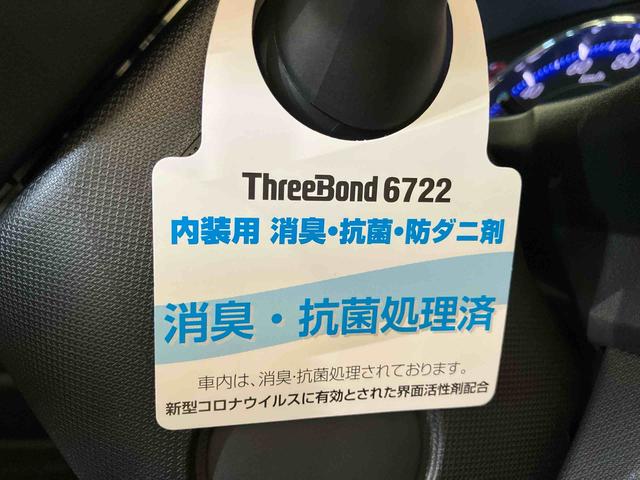 ThreeBond 6722
内装用 消臭・抗菌・防ダニ剤
消臭・抗菌処理済
車内は、消臭・抗菌処理されております。
新型コロナウイルスに有効とされた界面活性剤配合